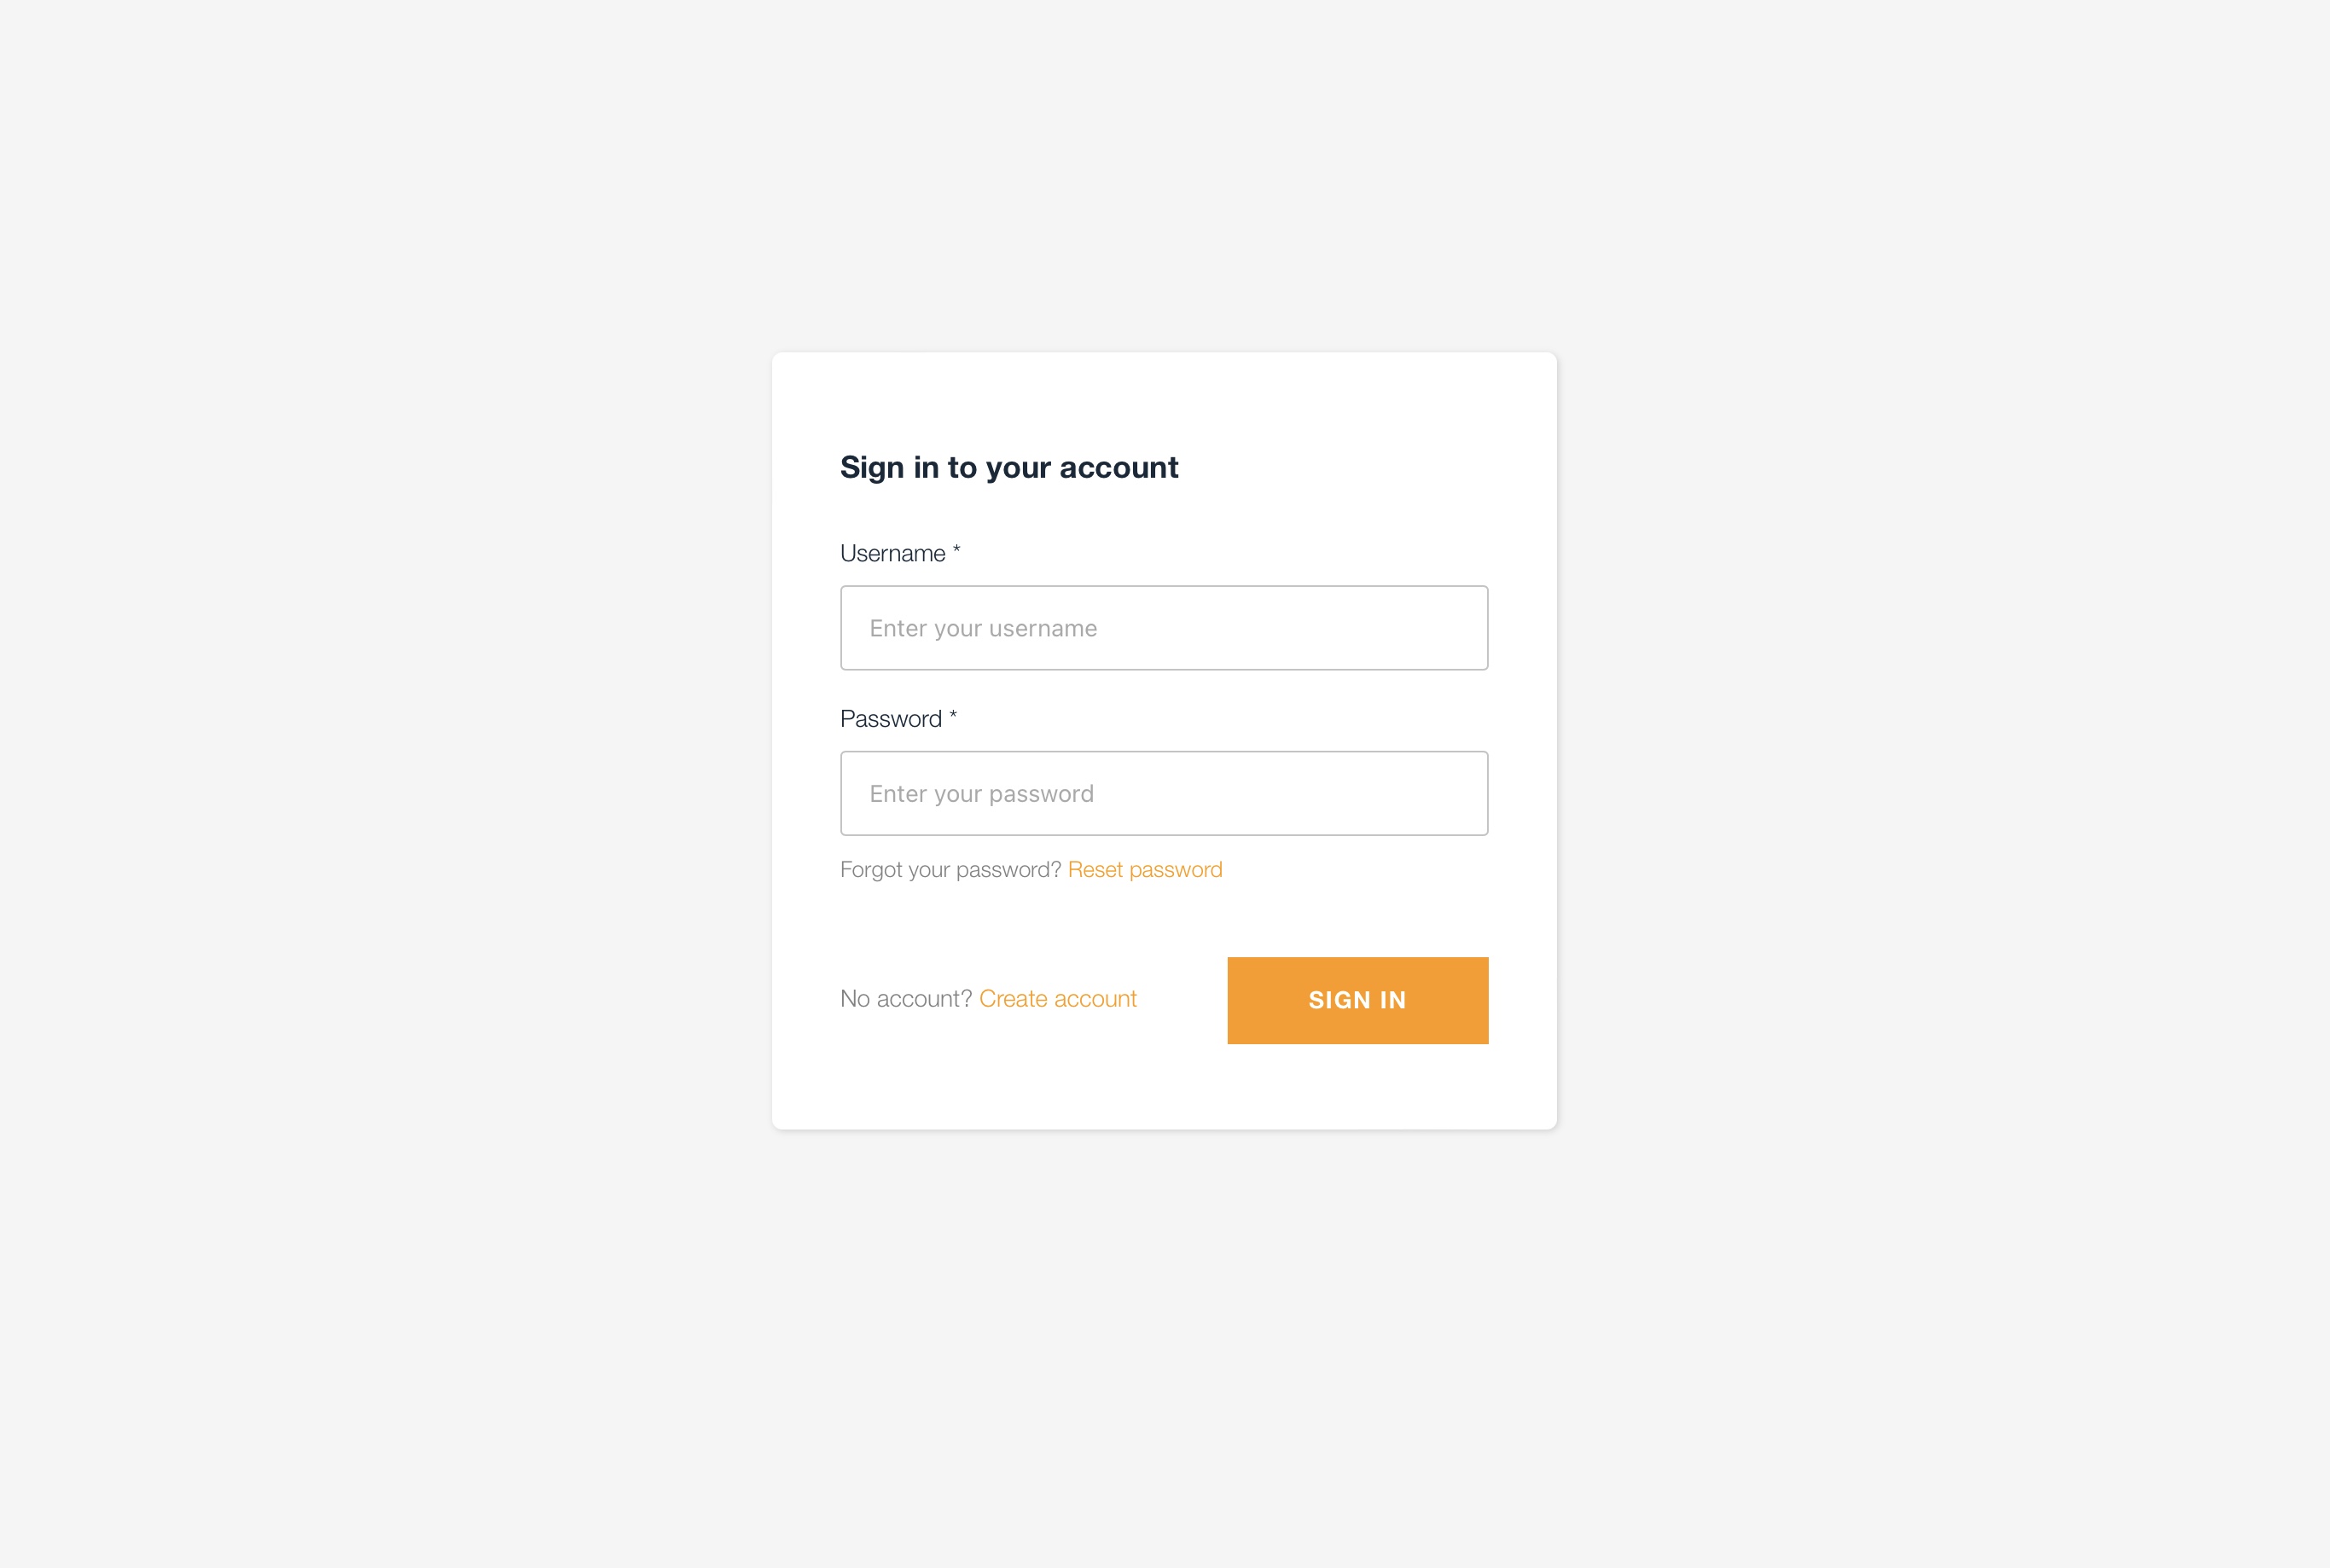 Sign in to your account
Username *
Enter your username
Password *
Enter your password
Forgot your password? Reset password
No account? Create account
SIGN IN